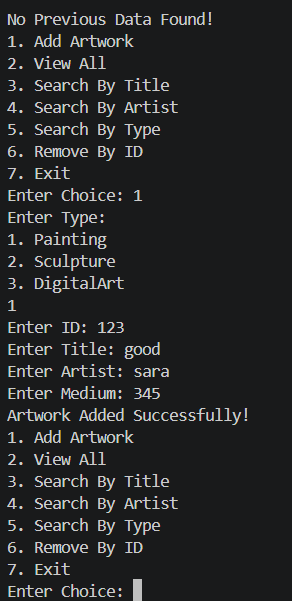 No Previous Data Found!
1. Add Artwork
2. View All
3. Search By Title
4. Search By Artist
5. Search By Type
6. Remove By ID
7. Exit
Enter Choice: 1
Enter Type:
1. Painting
2. Sculpture
3. DigitalArt
1
Enter ID: 123
Enter Title: good
Enter Artist: sara
Enter Medium: 345
Artwork Added Successfully!
1. Add Artwork
2. View All
3. Search By Title
4. Search By Artist
5. Search By Type
6. Remove By ID
7. Exit
Enter Choice: